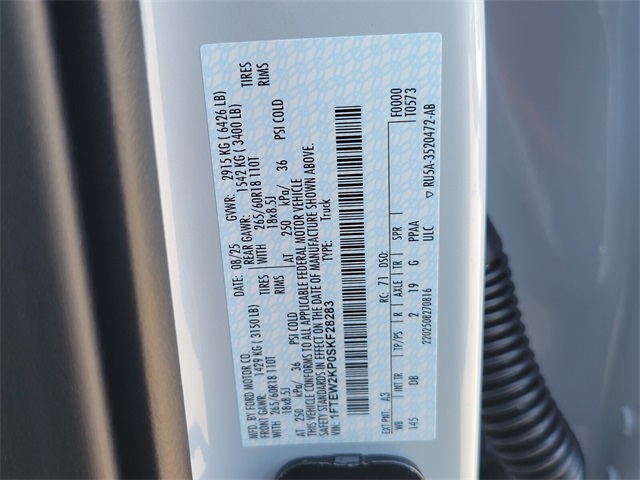 MFD. BY FORD MOTOR CO.
DATE: 08/25 GVWR: 2915 KG ( 6426 LB)
FRONT GAWR: 1429 KG ( 3150 LB) REAR GAWR: 1542 KG ( 3400 LB)
265/60R18 110T TIRES WITH 265/60R18 110T TIRES
WITH 18x8.5J RIMS 18x8.5J RIMS
AT 250 kPa/ 36 PSI COLD AT 250 kPa/ 36 PSI COLD
THIS VEHICLE CONFORMS TO ALL APPLICABLE FEDERAL MOTOR VEHICLE
SAFETY STANDARDS IN EFFECT ON THE DATE OF MANUFACTURE SHOWN ABOVE.
1FTEW2KP0SKF28283 TYPE: Truck
F0000
T0573
EXT PNT: A3 RC: 71 DSO:
WB INT TR TP/PS R AXLE TR SPR
145 DB 2 19 G PPAA
ULC
2202508270816
▽ RU5A-3520472-AB